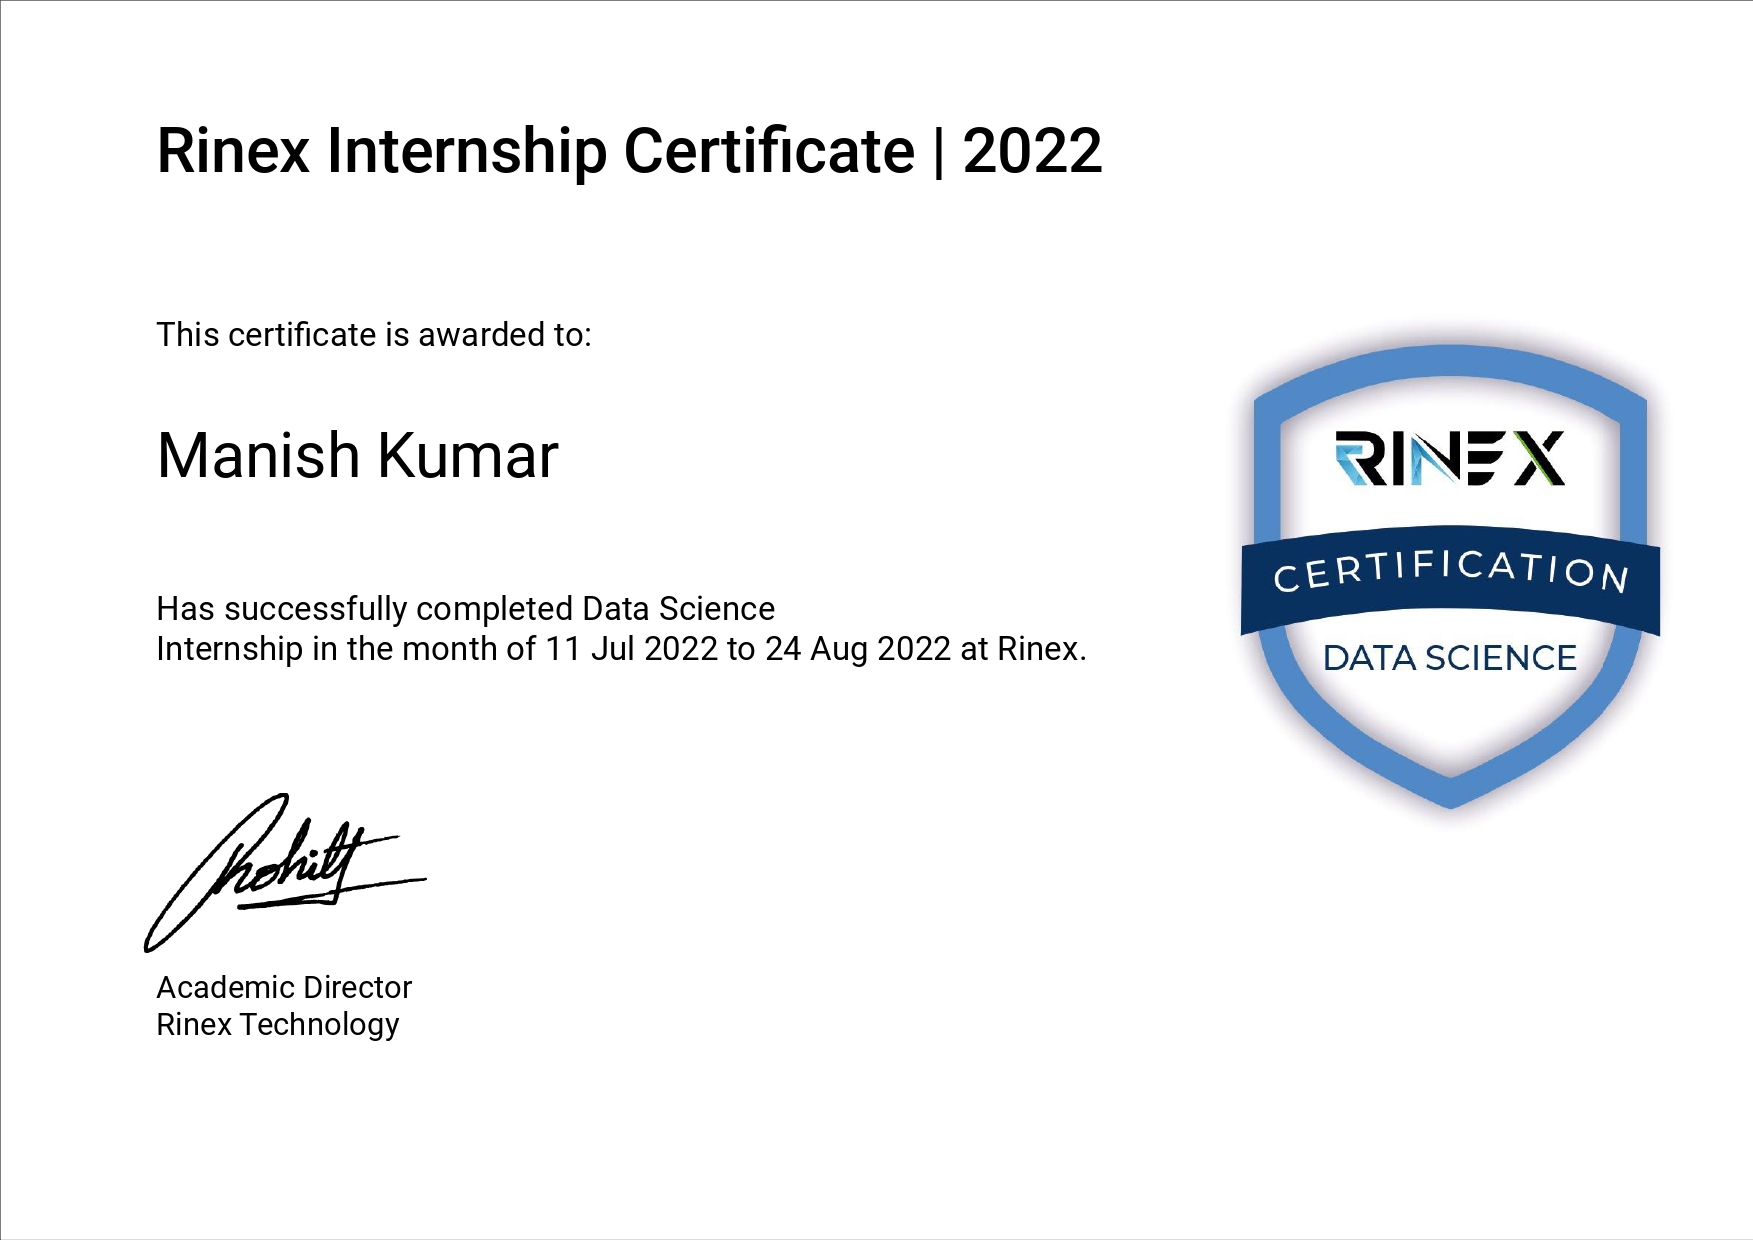 Rinex Internship Certificate | 2022
This certificate is awarded to:
Manish Kumar
Has successfully completed Data Science
Internship in the month of 11 Jul 2022 to 24 Aug 2022 at Rinex.
RINEX
CERTIFICATION
DATA SCIENCE
Rohitt
Academic Director
Rinex Technology